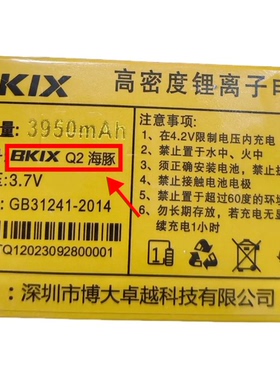 BKIX 高密度锂离子电
量: 3950mAh
BKIX Q2 海豚
压: 3.7V
: GB31241-2014
TQ12023092800001
注意事项:
1、在4.2V限制电压内充电
2、禁止置于水中、火中
3、须正确安装电池,禁止
4、禁止接触电池电极
5、禁止置于超过60度的环境
6、勿长期存放,若充电无
续充电1小时
1
: 深圳市博大卓越科技有限公司